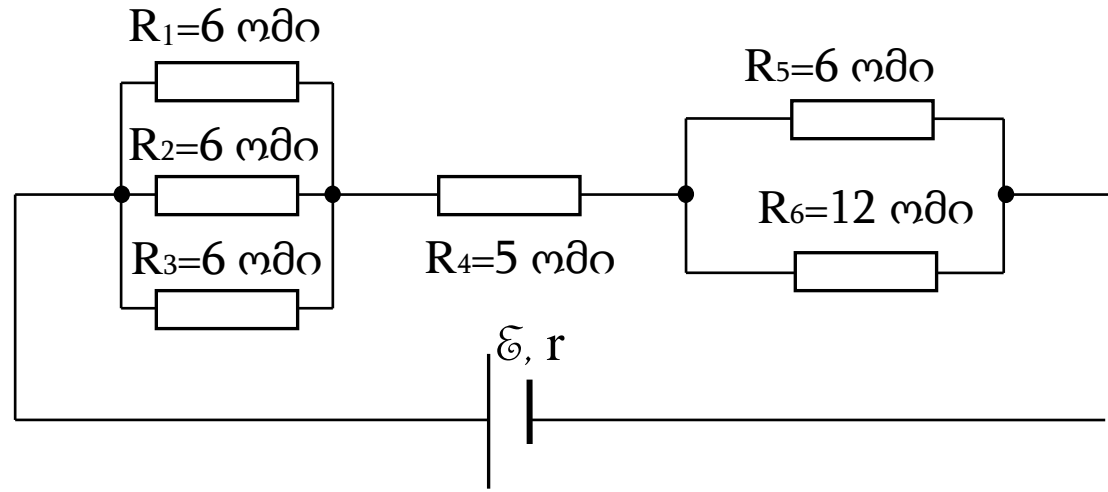 R₁=6 ომი
R₂=6 ომი
R₃=6 ომი
R₄=5 ომი
R₅=6 ომი
R₆=12 ომი
ℰ, r